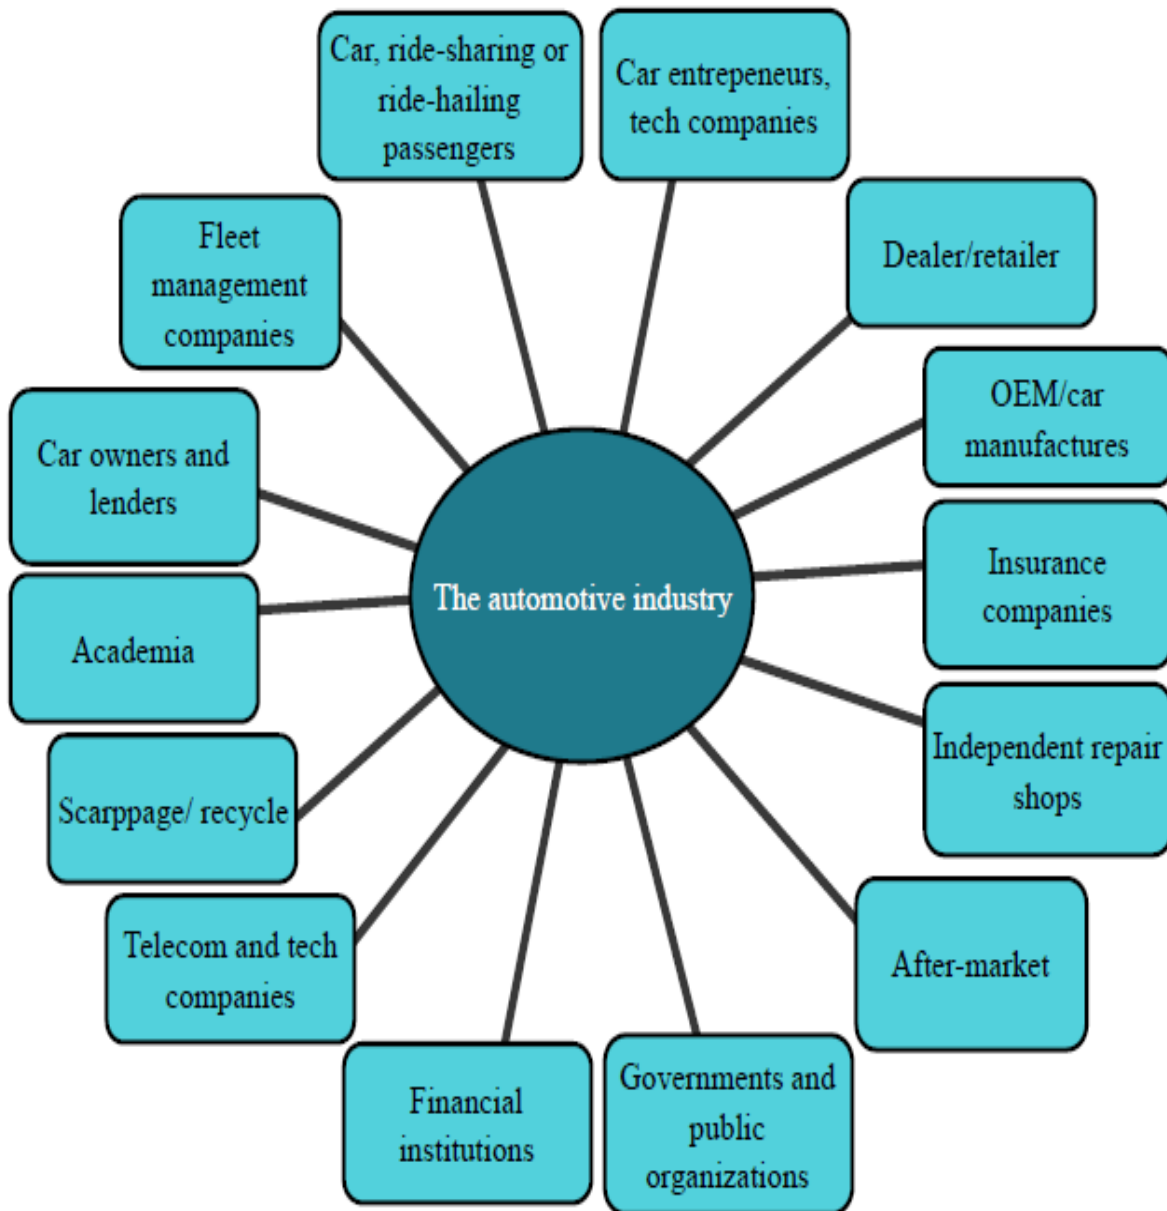 Car, ride-sharing or
ride-hailing
passengers
Car entrepeneurs,
tech companies
Dealer/retailer
OEM/car
manufactures
Insurance
companies
Independent repair
shops
After-market
Governments and
public
organizations
Financial
institutions
Telecom and tech
companies
Scarppage/ recycle
Academia
Car owners and
lenders
Fleet
management
companies
The automotive industry